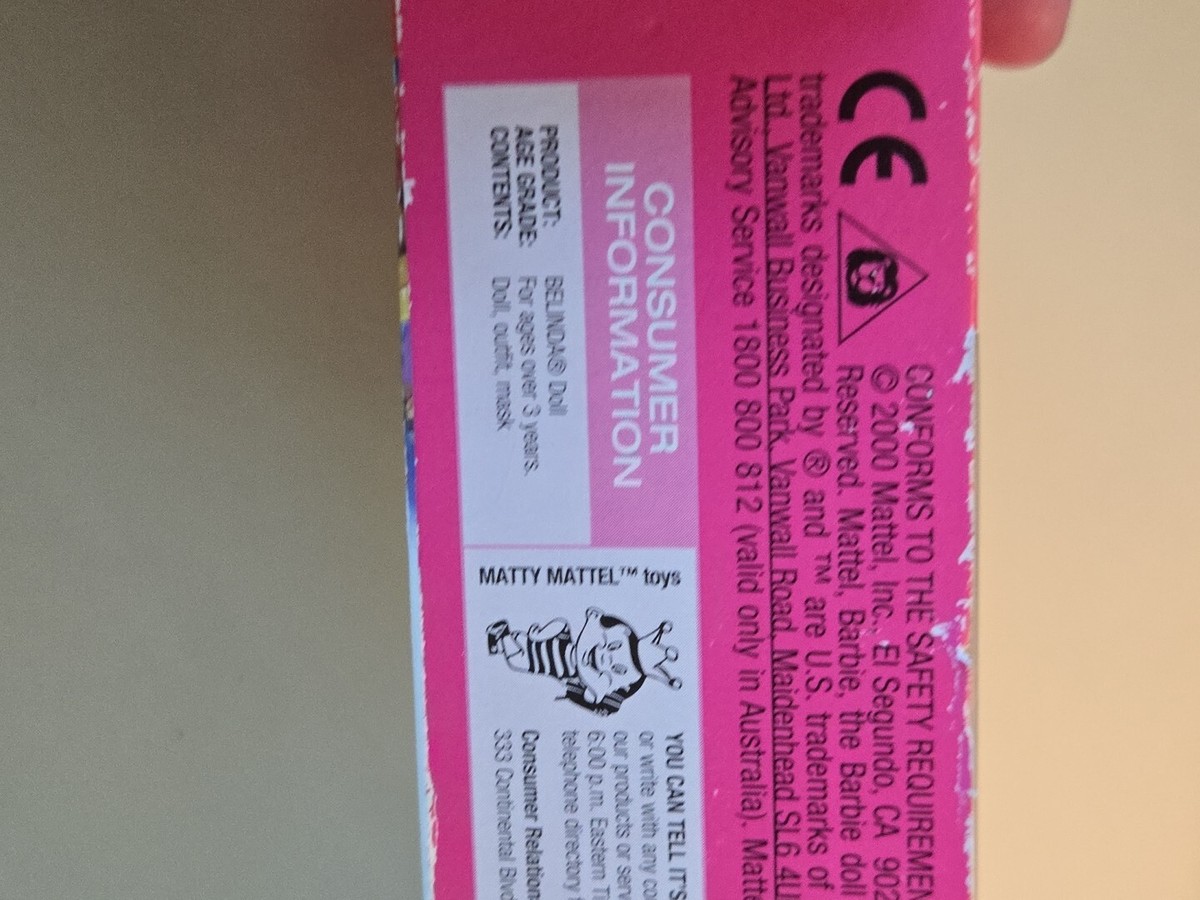 CE
CONFORMS TO THE SAFETY REQUIREMEN
© 2000 Mattel, Inc., El Segundo, CA 902
Reserved. Mattel, Barbie, the Barbie doll
trademarks designated by ® and ™ are U.S. trademarks of
Ltd., Vanwall Business Park, Vanwall Road, Maidenhead SL6 4U
Advisory Service 1800 800 812 (valid only in Australia). Matte
CONSUMER
INFORMATION
PRODUCT: BELINDA® Doll
AGE GRADE: For ages over 3 years.
CONTENTS: Doll, outfit, mask
MATTY MATTEL™ toys
YOU CAN TELL IT'S
or write with any co
our products or serv
6:00 p.m. Eastern Ti
telephone directory
Consumer Relation
333 Continental Blvd